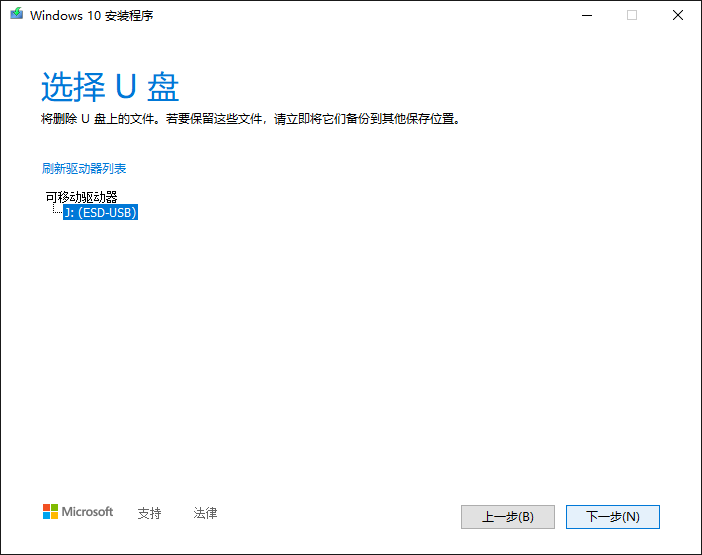 Windows 10 安装程序
选择 U 盘
将删除 U 盘上的文件。若要保留这些文件，请立即将它们备份到其他保存位置。
刷新驱动器列表
可移动驱动器
J: (ESD-USB)
Microsoft 支持 法律 上一步(B) 下一步(N)